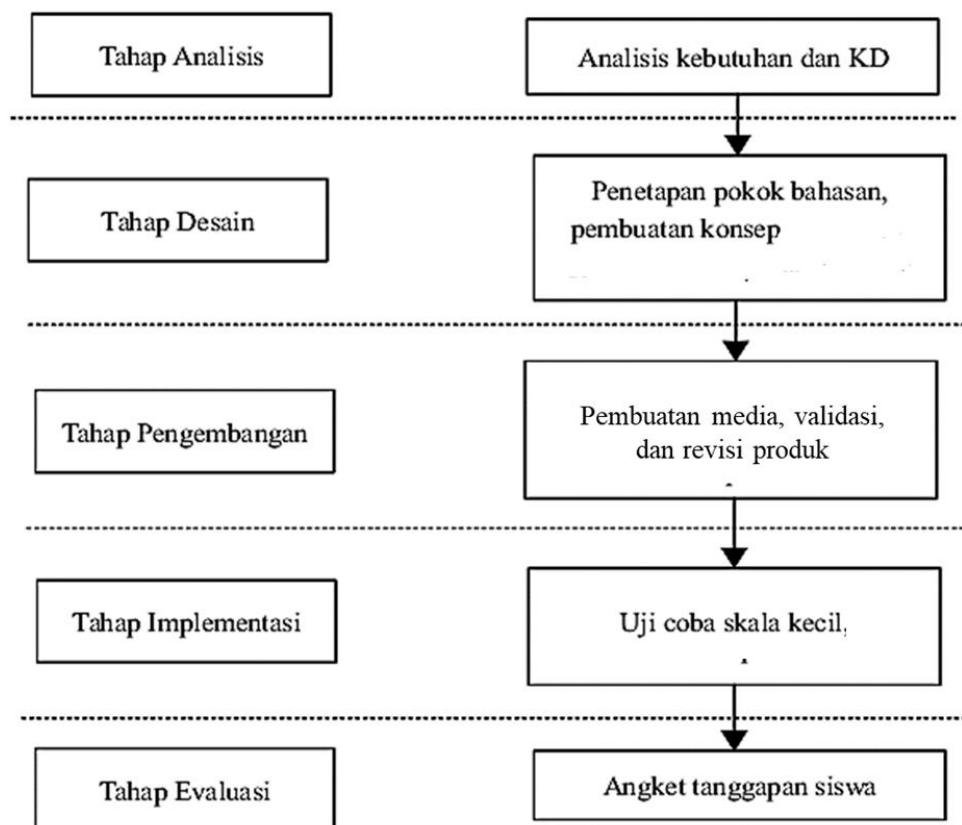 Tahap Analisis
Analisis kebutuhan dan KD
Tahap Desain
Penetapan pokok bahasan,
pembuatan konsep
Tahap Pengembangan
Pembuatan media, validasi,
dan revisi produk
Tahap Implementasi
Uji coba skala kecil,
Tahap Evaluasi
Angket tanggapan siswa